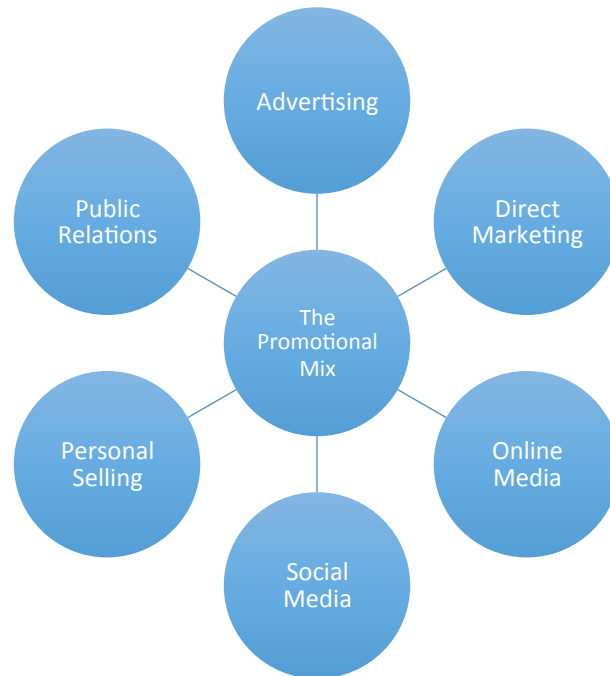 Advertising
Public
Relations
Direct
Marketing
The
Promotional
Mix
Personal
Selling
Online
Media
Social
Media